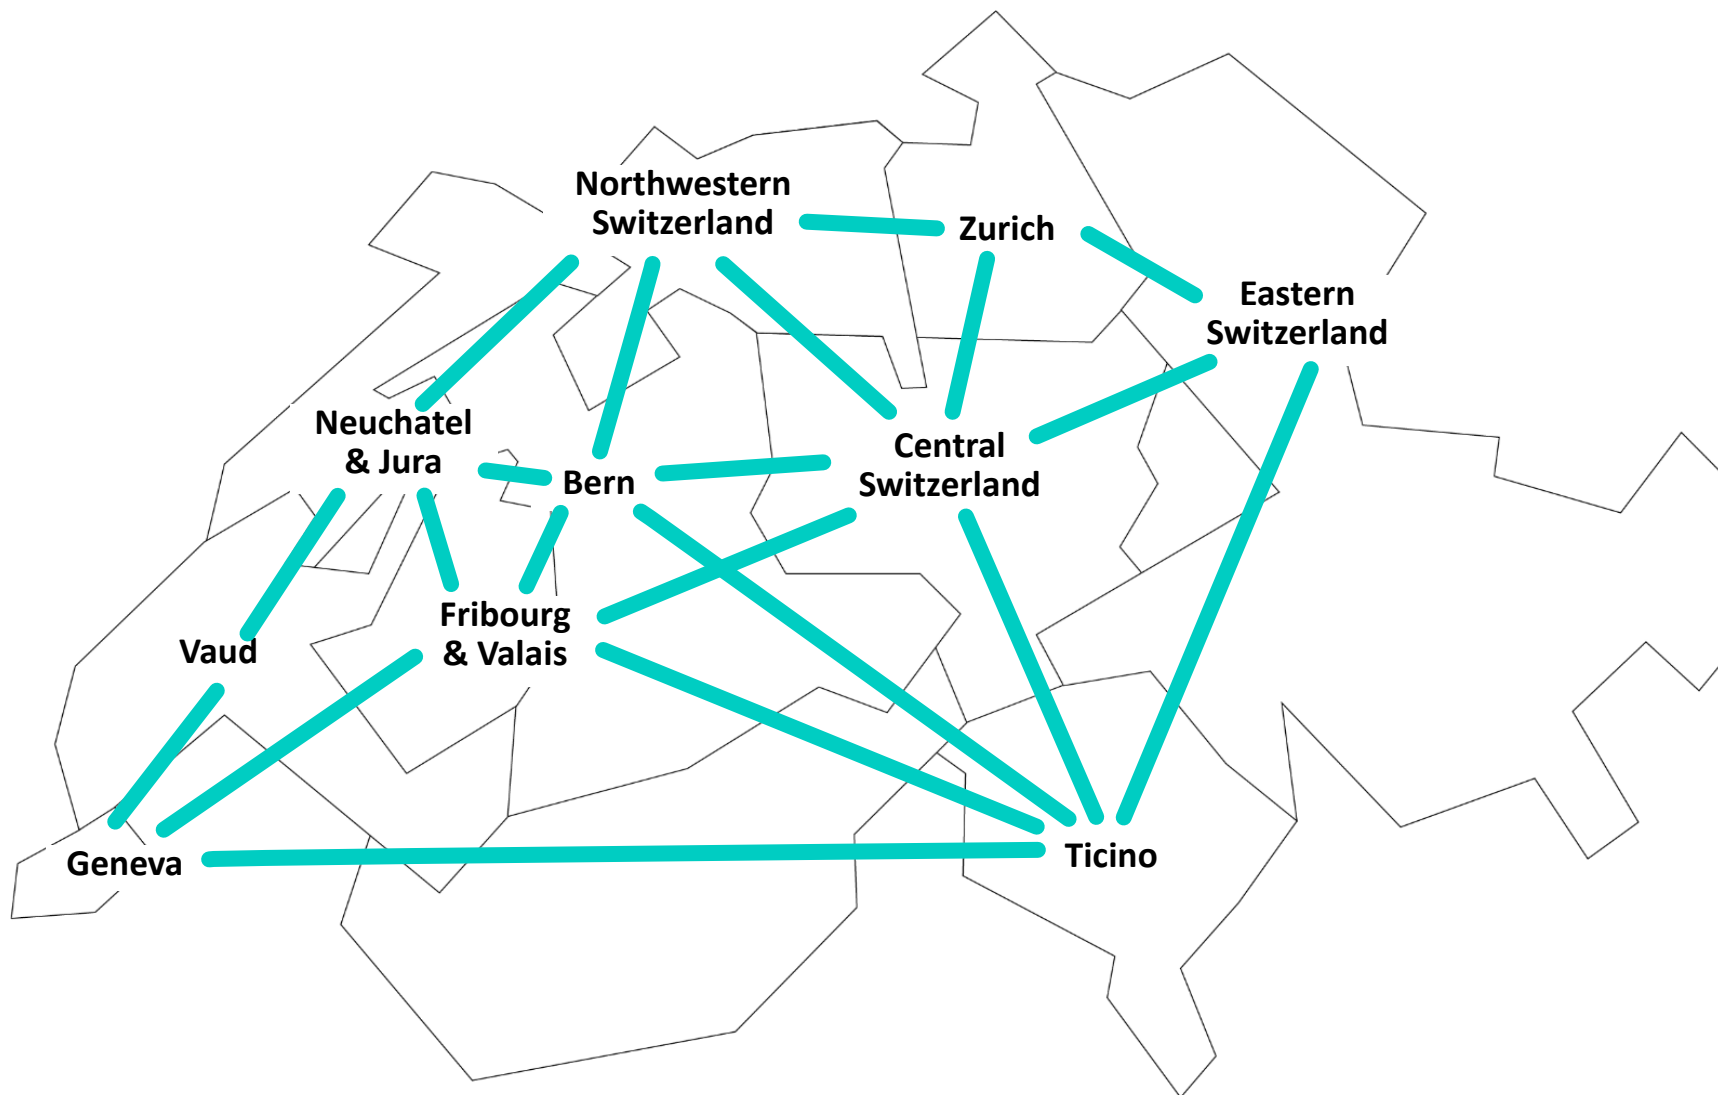 Northwestern
Switzerland
Zurich
Eastern
Switzerland
Neuchatel
& Jura
Bern
Central
Switzerland
Fribourg
& Valais
Vaud
Geneva
Ticino